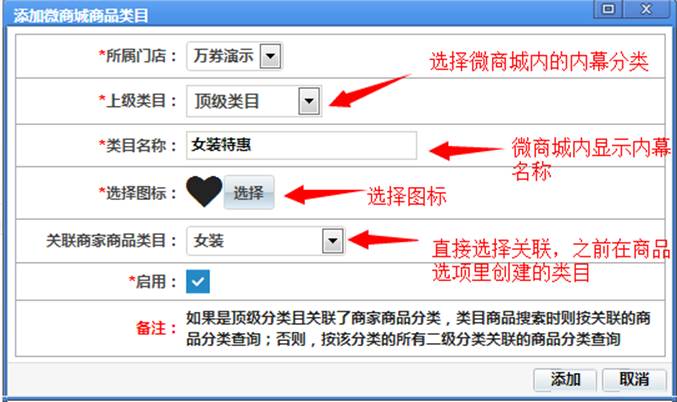 添加微商城商品类目
*所属门店： 万券演示
选择微商城内的内幕分类
*上级类目： 顶级类目
*类目名称： 女装特惠
微商城内显示内幕
名称
*选择图标： 选择
选择图标
关联商家商品类目： 女装
直接选择关联，之前在商品
选项里创建的类目
*启用：
备注： 如果是顶级分类且关联了商家商品分类，类目商品搜索时则按关联的商
品分类查询；否则，按该分类的所有二级分类关联的商品分类查询
添加 取消